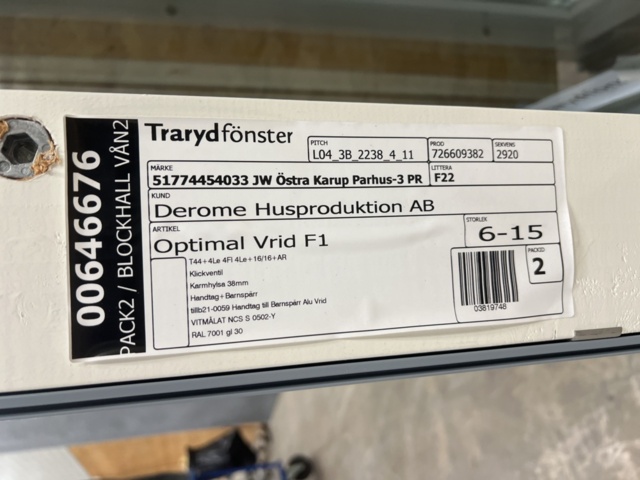 00646676
PACK2 / BLOCKHALL VÅN2
Tarydfönster
PITCH
L04_3B_2238_4_11
PROD
726609382
SERVENS
2920
MÄRKE
51774454033 JW Östra Karup Parhus-3 PR
LITTERA
F22
KUND
Derome Husproduktion AB
ARTIKEL
Optimal Vrid F1
STORLEK
6-15
T44+4Le 4Fl 4Le+16/16+AR
Klickventil
Karmhylsa 38mm
Handtag+Barnspärr
tillb21-0059 Handtag till Barnspärr Alu Vrid
VITMÅLAT NCS S 0502-Y
RAL 7001 gl 30
03819748
PACKID
2